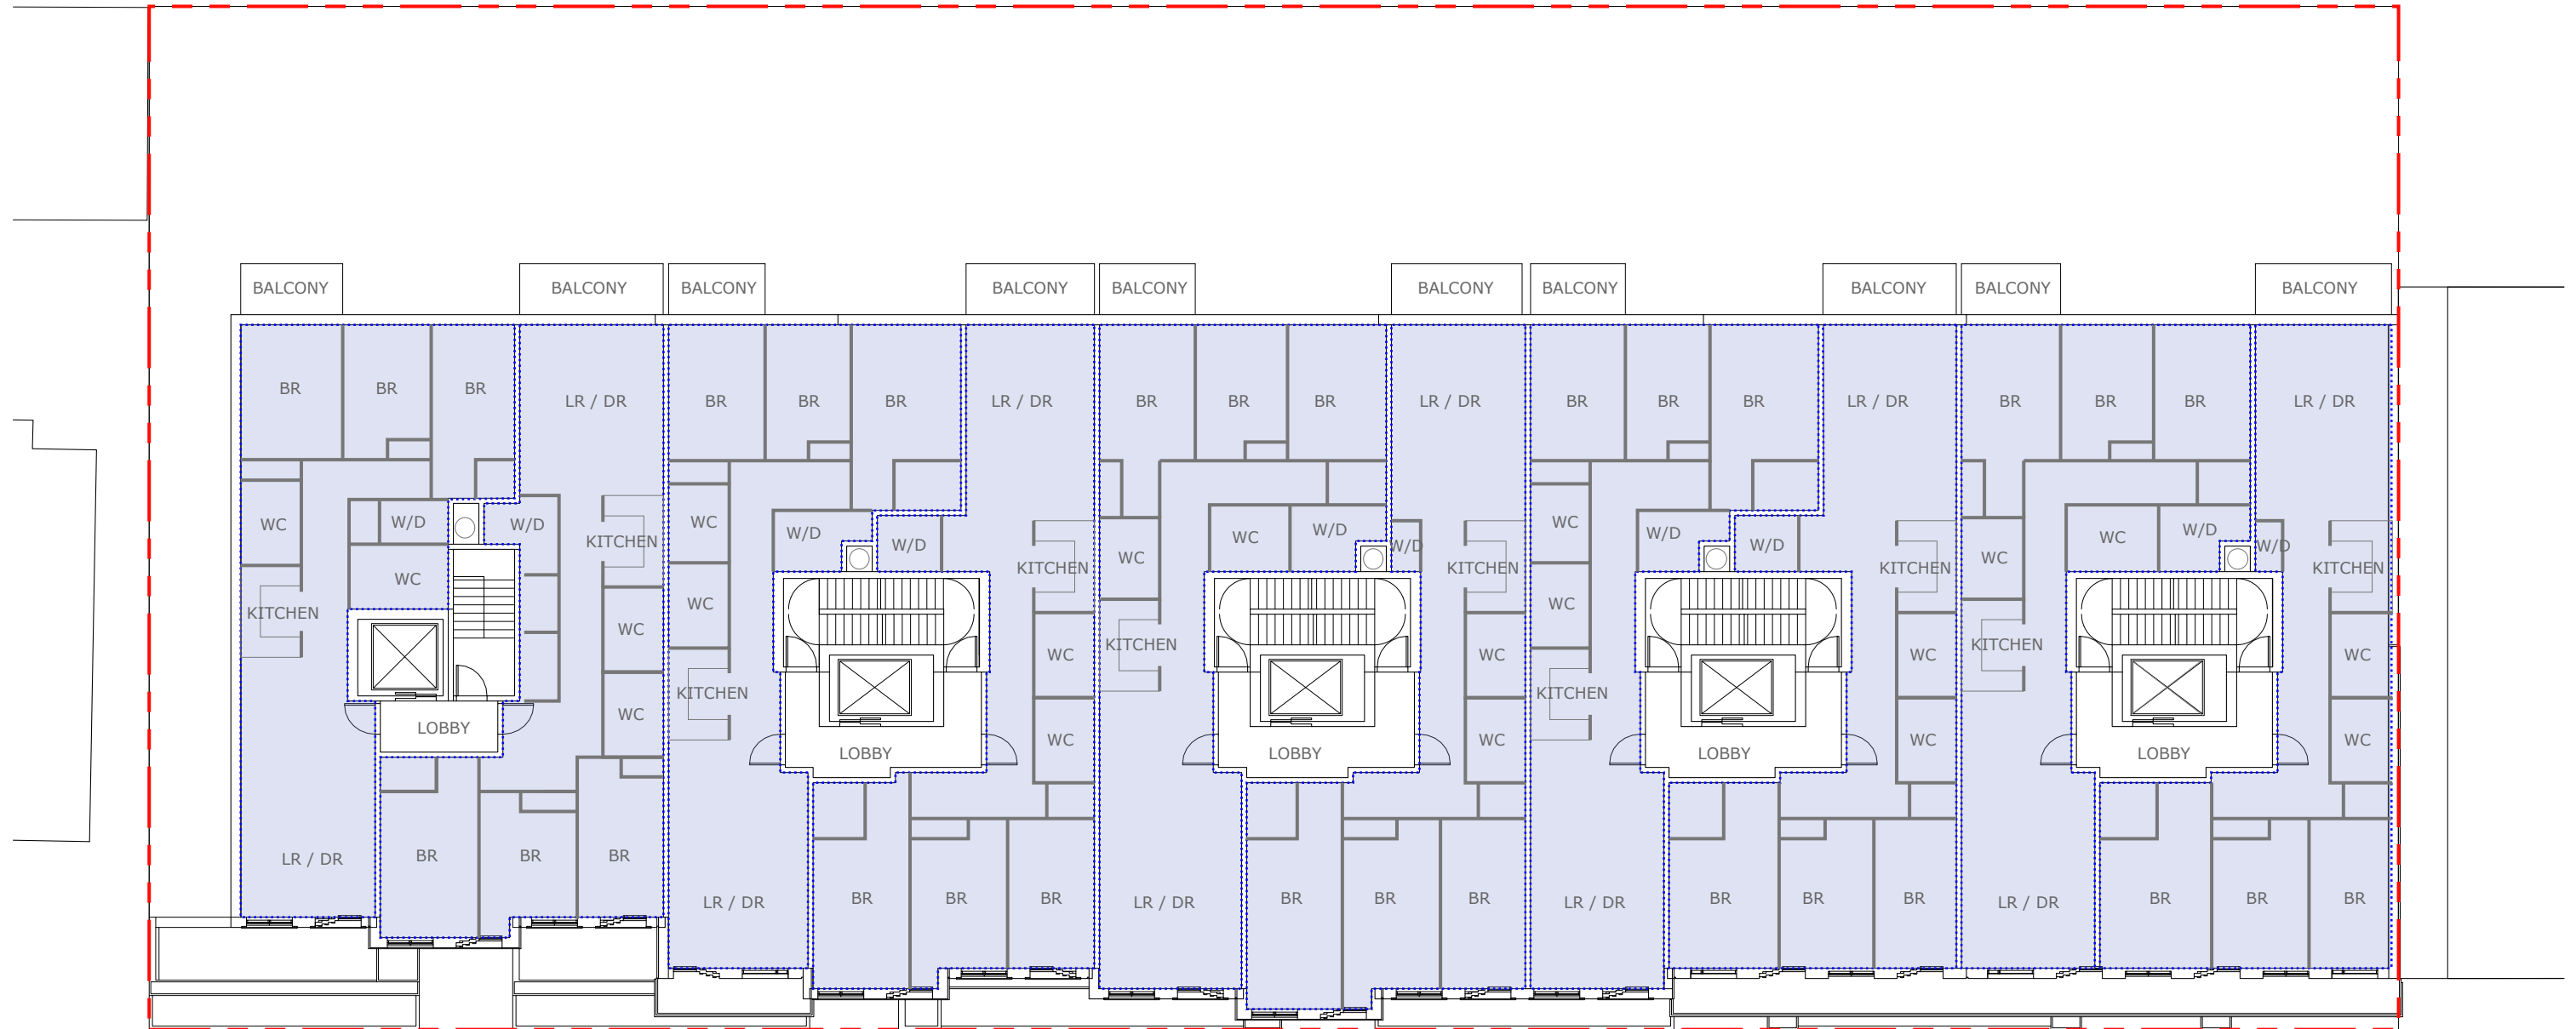 BALCONY BALCONY BALCONY BALCONY BALCONY BALCONY BALCONY BALCONY BALCONY BALCONY
BR BR BR BR BR BR BR BR BR BR BR BR BR BR BR
LR / DR LR / DR LR / DR LR / DR LR / DR
WC W/D W/D WC W/D W/D WC WC W/D W/D WC W/D W/D WC WC W/D W/D
KITCHEN KITCHEN KITCHEN KITCHEN KITCHEN
WC WC WC
KITCHEN WC WC KITCHEN WC WC KITCHEN WC
KITCHEN KITCHEN
WC LOBBY WC WC WC WC
LOBBY LOBBY LOBBY LOBBY
LR / DR BR BR BR
LR / DR BR BR BR LR / DR BR BR BR LR / DR BR BR BR LR / DR BR BR BR